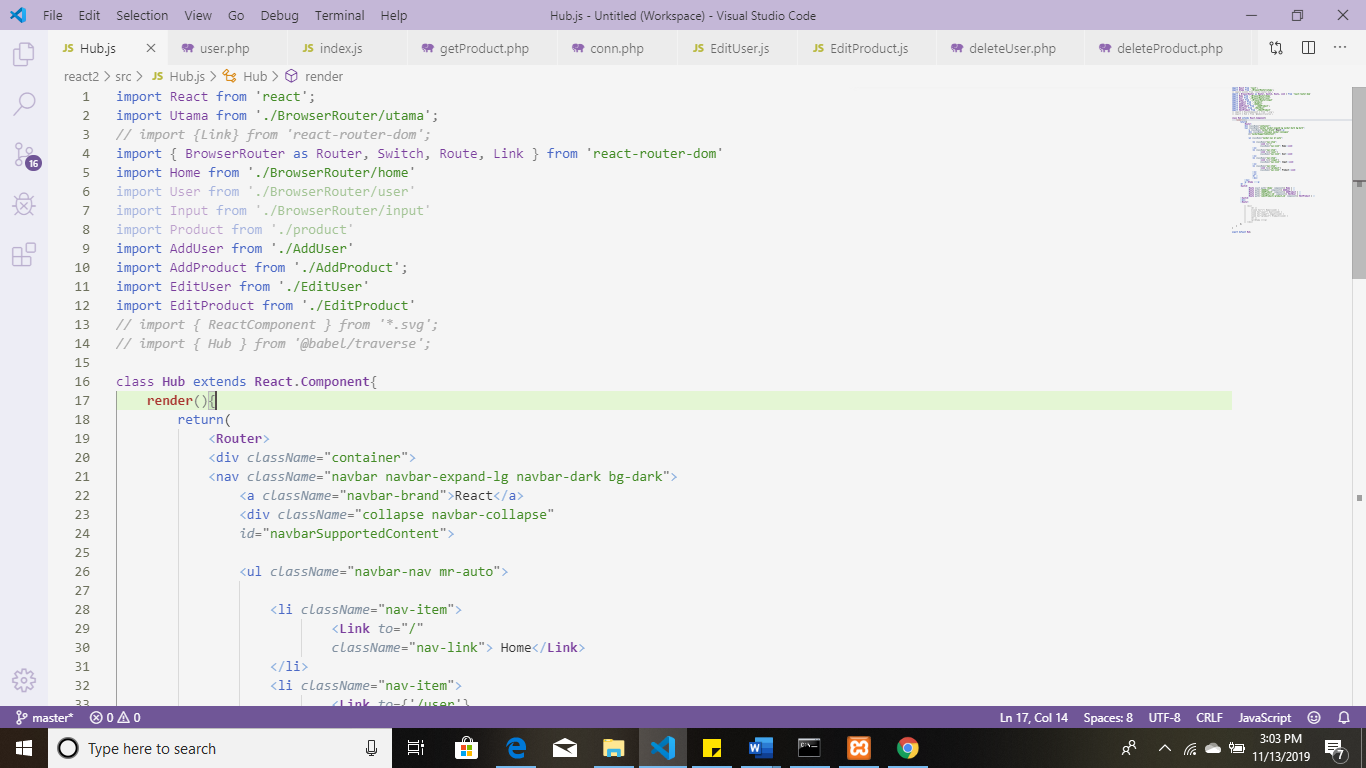 File Edit Selection View Go Debug Terminal Help Hub.js - Untitled (Workspace) - Visual Studio Code
JS Hub.js user.php JS index.js getProduct.php conn.php JS EditUser.js JS EditProduct.js deleteUser.php deleteProduct.php
react2 > src > JS Hub.js > Hub > render
1 import React from 'react';
2 import Utama from './BrowserRouter/utama';
3 // import {Link} from 'react-router-dom';
4 import { BrowserRouter as Router, Switch, Route, Link } from 'react-router-dom'
5 import Home from './BrowserRouter/home'
6 import User from './BrowserRouter/user'
7 import Input from './BrowserRouter/input'
8 import Product from './product'
9 import AddUser from './AddUser'
10 import AddProduct from './AddProduct';
11 import EditUser from './EditUser'
12 import EditProduct from './EditProduct'
13 // import { ReactComponent } from '*.svg';
14 // import { Hub } from '@babel/traverse';
15
16 class Hub extends React.Component{
17 render(){
18 return(
19 <Router>
20 <div className="container">
21 <nav className="navbar navbar-expand-lg navbar-dark bg-dark">
22 <a className="navbar-brand">React</a>
23 <div className="collapse navbar-collapse"
24 id="navbarSupportedContent">
25
26 <ul className="navbar-nav mr-auto">
27
28 <li className="nav-item">
29 <Link to="/"
30 className="nav-link"> Home</Link>
31 </li>
32 <li className="nav-item">
33 <Link to={'/user'}
16
master* 0 0 Ln 17, Col 14 Spaces: 8 UTF-8 CRLF JavaScript
Type here to search
3:03 PM
11/13/2019
7